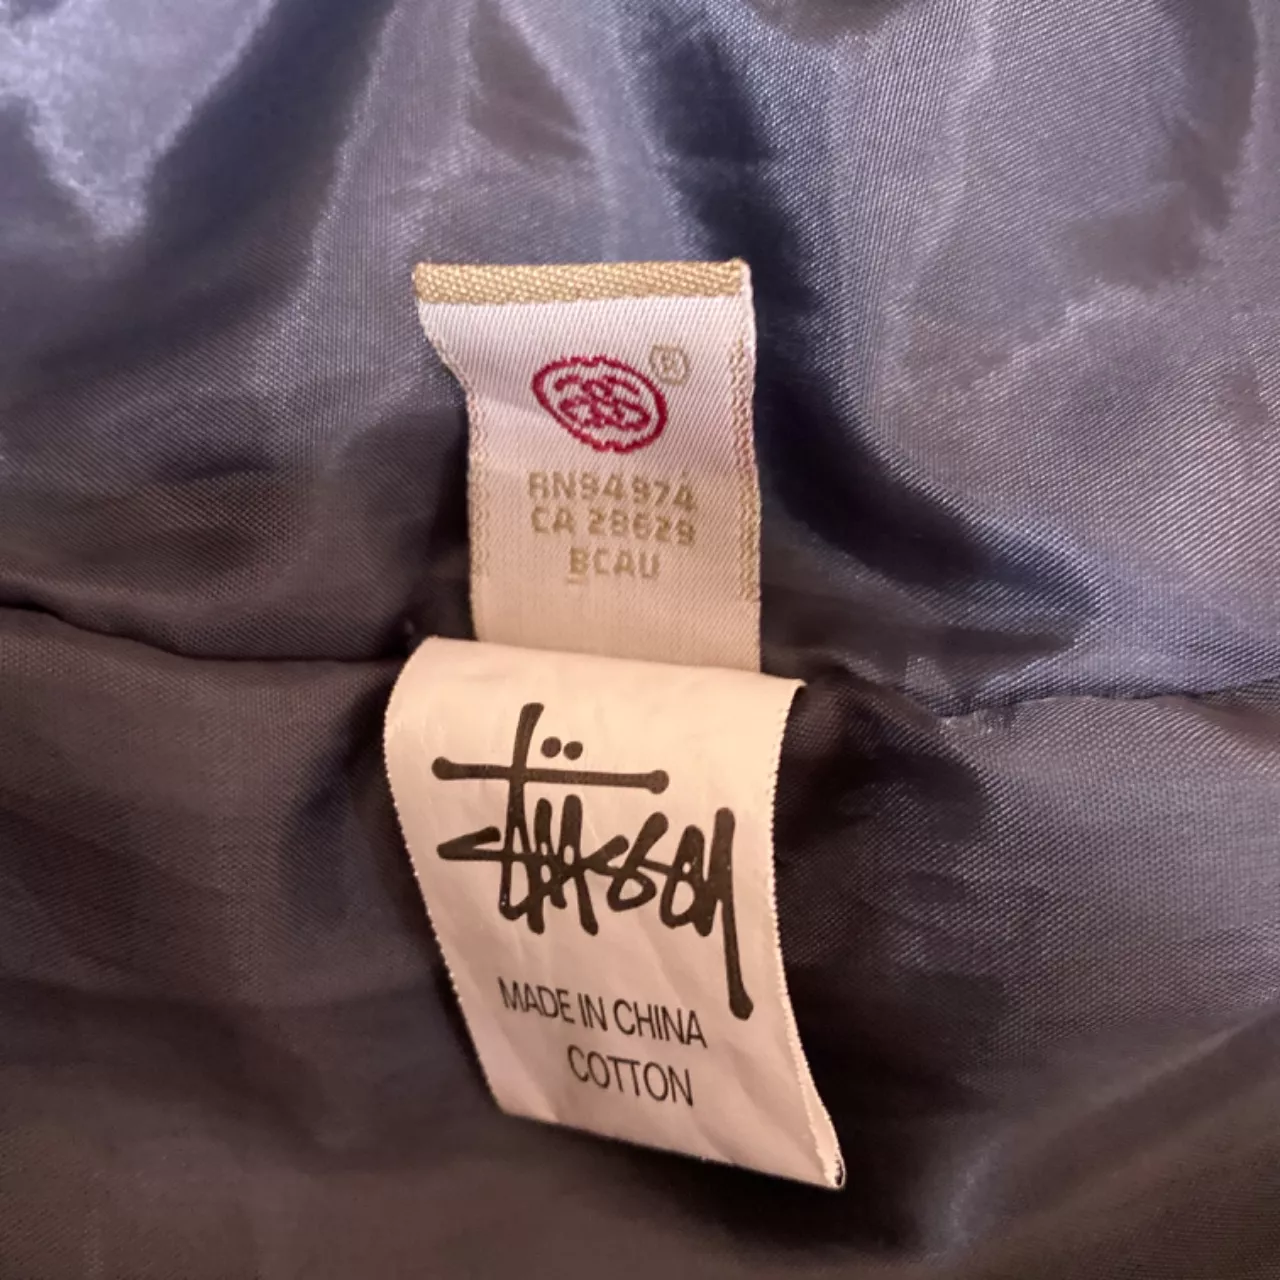 ®
RN94974
CA 28629
BCAU
Stüssy
MADE IN CHINA
COTTON